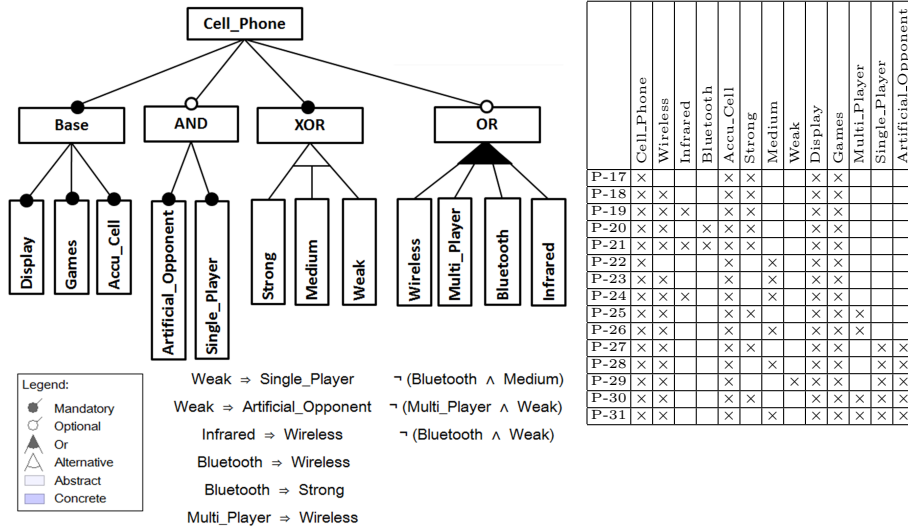 Cell_Phone
Base
AND
XOR
OR
Display
Games
Accu_Cell
Artificial_Opponent
Single_Player
Strong
Medium
Weak
Wireless
Multi_Player
Bluetooth
Infrared
Legend:
Mandatory
Optional
Or
Alternative
Abstract
Concrete
Weak ⇒ Single_Player
Weak ⇒ Artificial_Opponent
Infrared ⇒ Wireless
Bluetooth ⇒ Wireless
Bluetooth ⇒ Strong
Multi_Player ⇒ Wireless
¬ (Bluetooth ∧ Medium)
¬ (Multi_Player ∧ Weak)
¬ (Bluetooth ∧ Weak)
Cell_Phone Wireless Infrared Bluetooth Accu_Cell Strong Medium Weak Display Games Multi_Player Single_Player Artificial_Opponent
P-17 × × × × ×
P-18 × × × × × ×
P-19 × × × × × × ×
P-20 × × × × × × ×
P-21 × × × × × × × ×
P-22 × × × × ×
P-23 × × × × × ×
P-24 × × × × × × ×
P-25 × × × × × × ×
P-26 × × × × × × ×
P-27 × × × × × × × ×
P-28 × × × × × × × ×
P-29 × × × × × × × ×
P-30 × × × × × × × × ×
P-31 × × × × × × × × ×